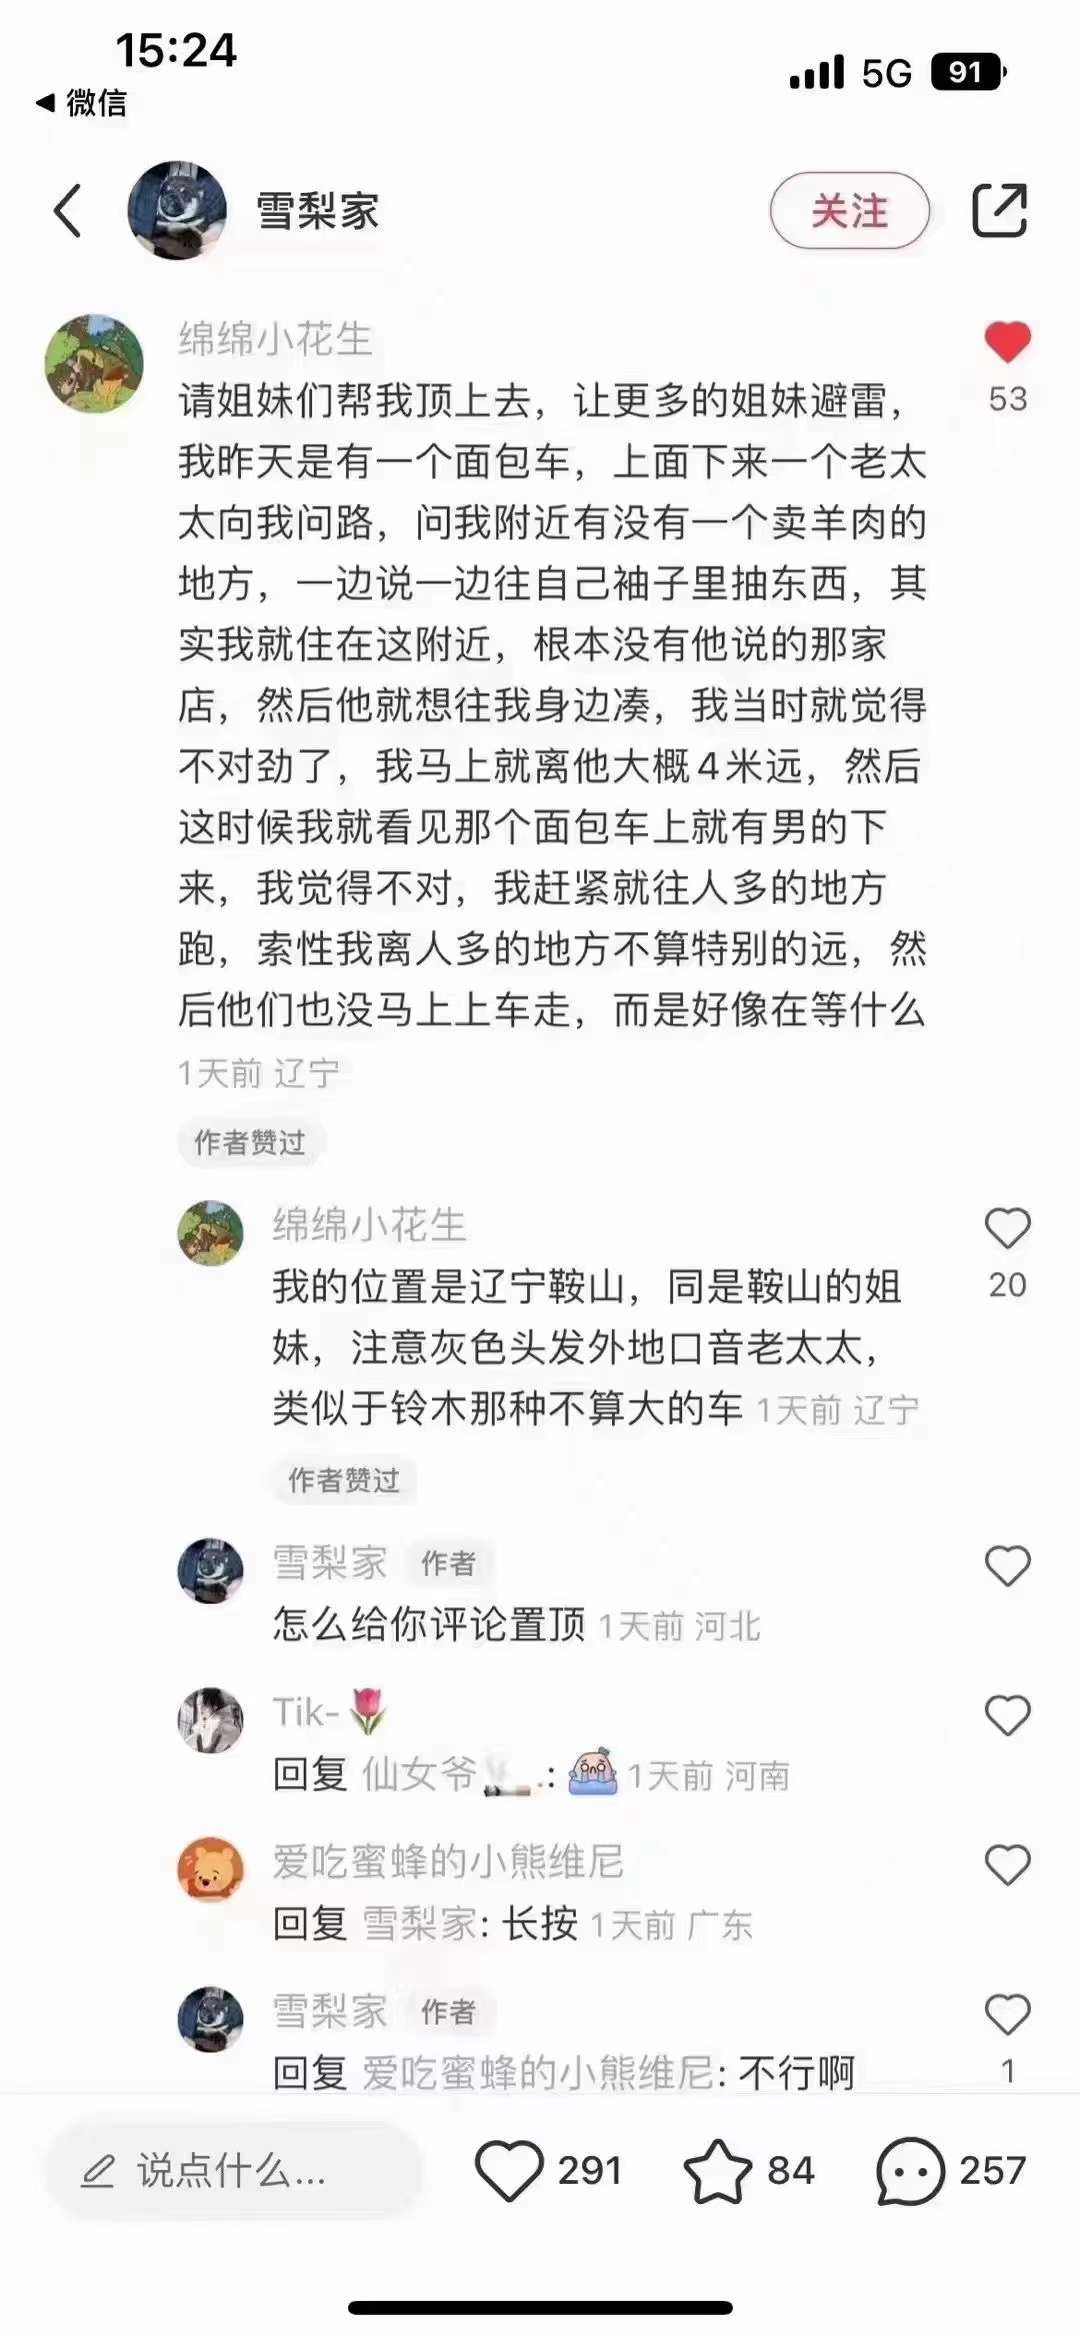 15:24
5G 91
◀ 微信
雪梨家
关注
绵绵小花生
请姐妹们帮我顶上去，让更多的姐妹避雷，
53
我昨天是有一个面包车，上面下来一个老太
太向我问路，问我附近有没有一个卖羊肉的
地方，一边说一边往自己袖子里抽东西，其
实我就住在这附近，根本没有他说的那家
店，然后他就想往我身边凑，我当时就觉得
不对劲了，我马上就离他大概4米远，然后
这时候我就看见那个面包车上就有男的下
来，我觉得不对，我赶紧就往人多的地方
跑，索性我离人多的地方不算特别的远，然
后他们也没马上上车走，而是好像在等什么
1天前 辽宁
作者赞过
绵绵小花生
我的位置是辽宁鞍山，同是鞍山的姐
20
妹，注意灰色头发外地口音老太太，
类似于铃木那种不算大的车 1天前 辽宁
作者赞过
雪梨家 作者
怎么给你评论置顶 1天前 河北
Tik-🌷
回复 仙女爷🚬.: 1天前 河南
爱吃蜜蜂的小熊维尼
回复 雪梨家: 长按 1天前 广东
雪梨家 作者
回复 爱吃蜜蜂的小熊维尼: 不行啊
1
说点什么...
291
84
257